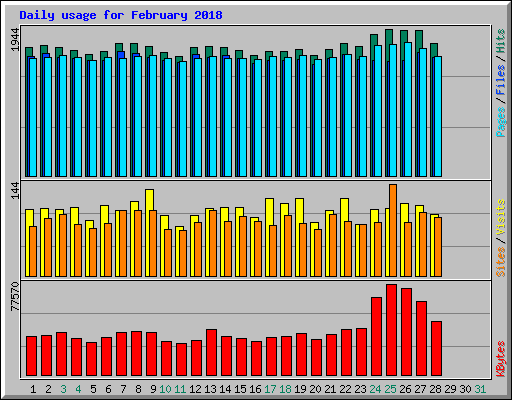 Daily usage for February 2018
1944
Pages / Files / Hits
144
Sites / Visits
77570
KBytes
1 2 3 4 5 6 7 8 9 10 11 12 13 14 15 16 17 18 19 20 21 22 23 24 25 26 27 28 29 30 31